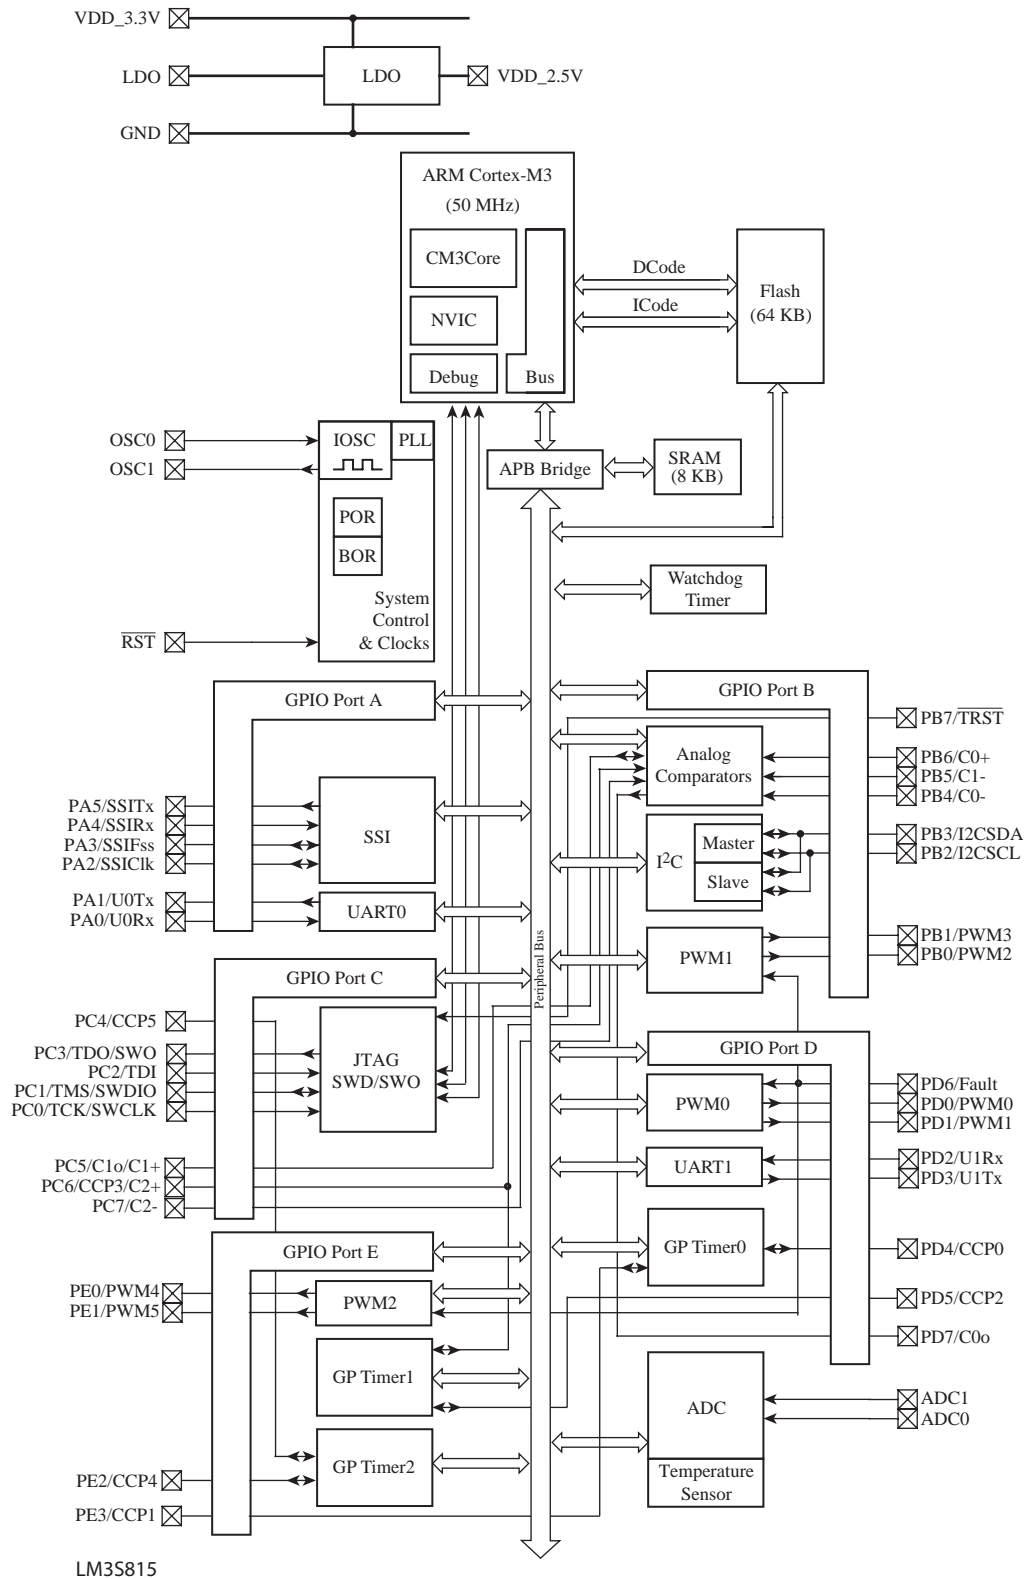 VDD_3.3V
LDO
LDO
VDD_2.5V
GND
ARM Cortex-M3
(50 MHz)
CM3Core
NVIC
Debug
Bus
DCode
ICode
Flash
(64 KB)
OSC0
OSC1
IOSC
PLL
POR
BOR
System
Control
& Clocks
RST
APB Bridge
SRAM
(8 KB)
Watchdog
Timer
Peripheral Bus
GPIO Port A
PA5/SSITx
PA4/SSIRx
PA3/SSIFss
PA2/SSIClk
SSI
PA1/U0Tx
PA0/U0Rx
UART0
GPIO Port B
PB7/TRST
Analog
Comparators
PB6/C0+
PB5/C1-
PB4/C0-
I²C
Master
Slave
PB3/I2CSDA
PB2/I2CSCL
PWM1
PB1/PWM3
PB0/PWM2
GPIO Port C
PC4/CCP5
PC3/TDO/SWO
PC2/TDI
PC1/TMS/SWDIO
PC0/TCK/SWCLK
JTAG
SWD/SWO
PC5/C1o/C1+
PC6/CCP3/C2+
PC7/C2-
GPIO Port D
PWM0
PD6/Fault
PD0/PWM0
PD1/PWM1
UART1
PD2/U1Rx
PD3/U1Tx
GP Timer0
PD4/CCP0
PD5/CCP2
PD7/C0o
GPIO Port E
PE0/PWM4
PE1/PWM5
PWM2
GP Timer1
GP Timer2
PE2/CCP4
PE3/CCP1
ADC
ADC1
ADC0
Temperature
Sensor
LM3S815